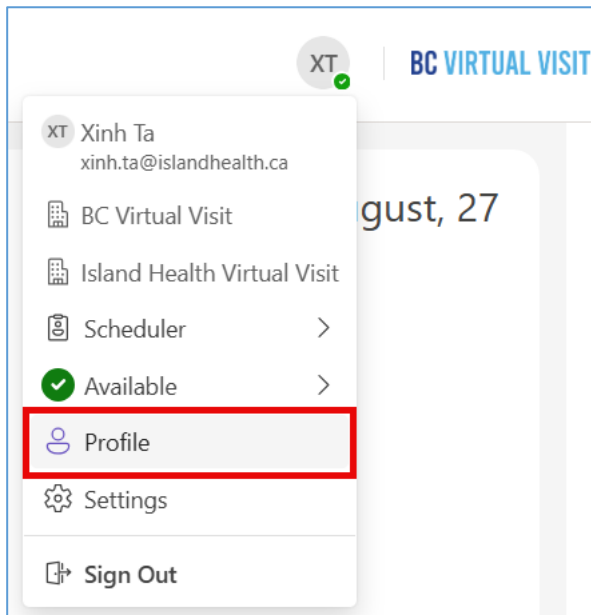 XT
BC VIRTUAL VISIT
XT Xinh Ta
xinh.ta@islandhealth.ca
gust, 27
BC Virtual Visit
Island Health Virtual Visit
Scheduler
Available
Profile
Settings
Sign Out